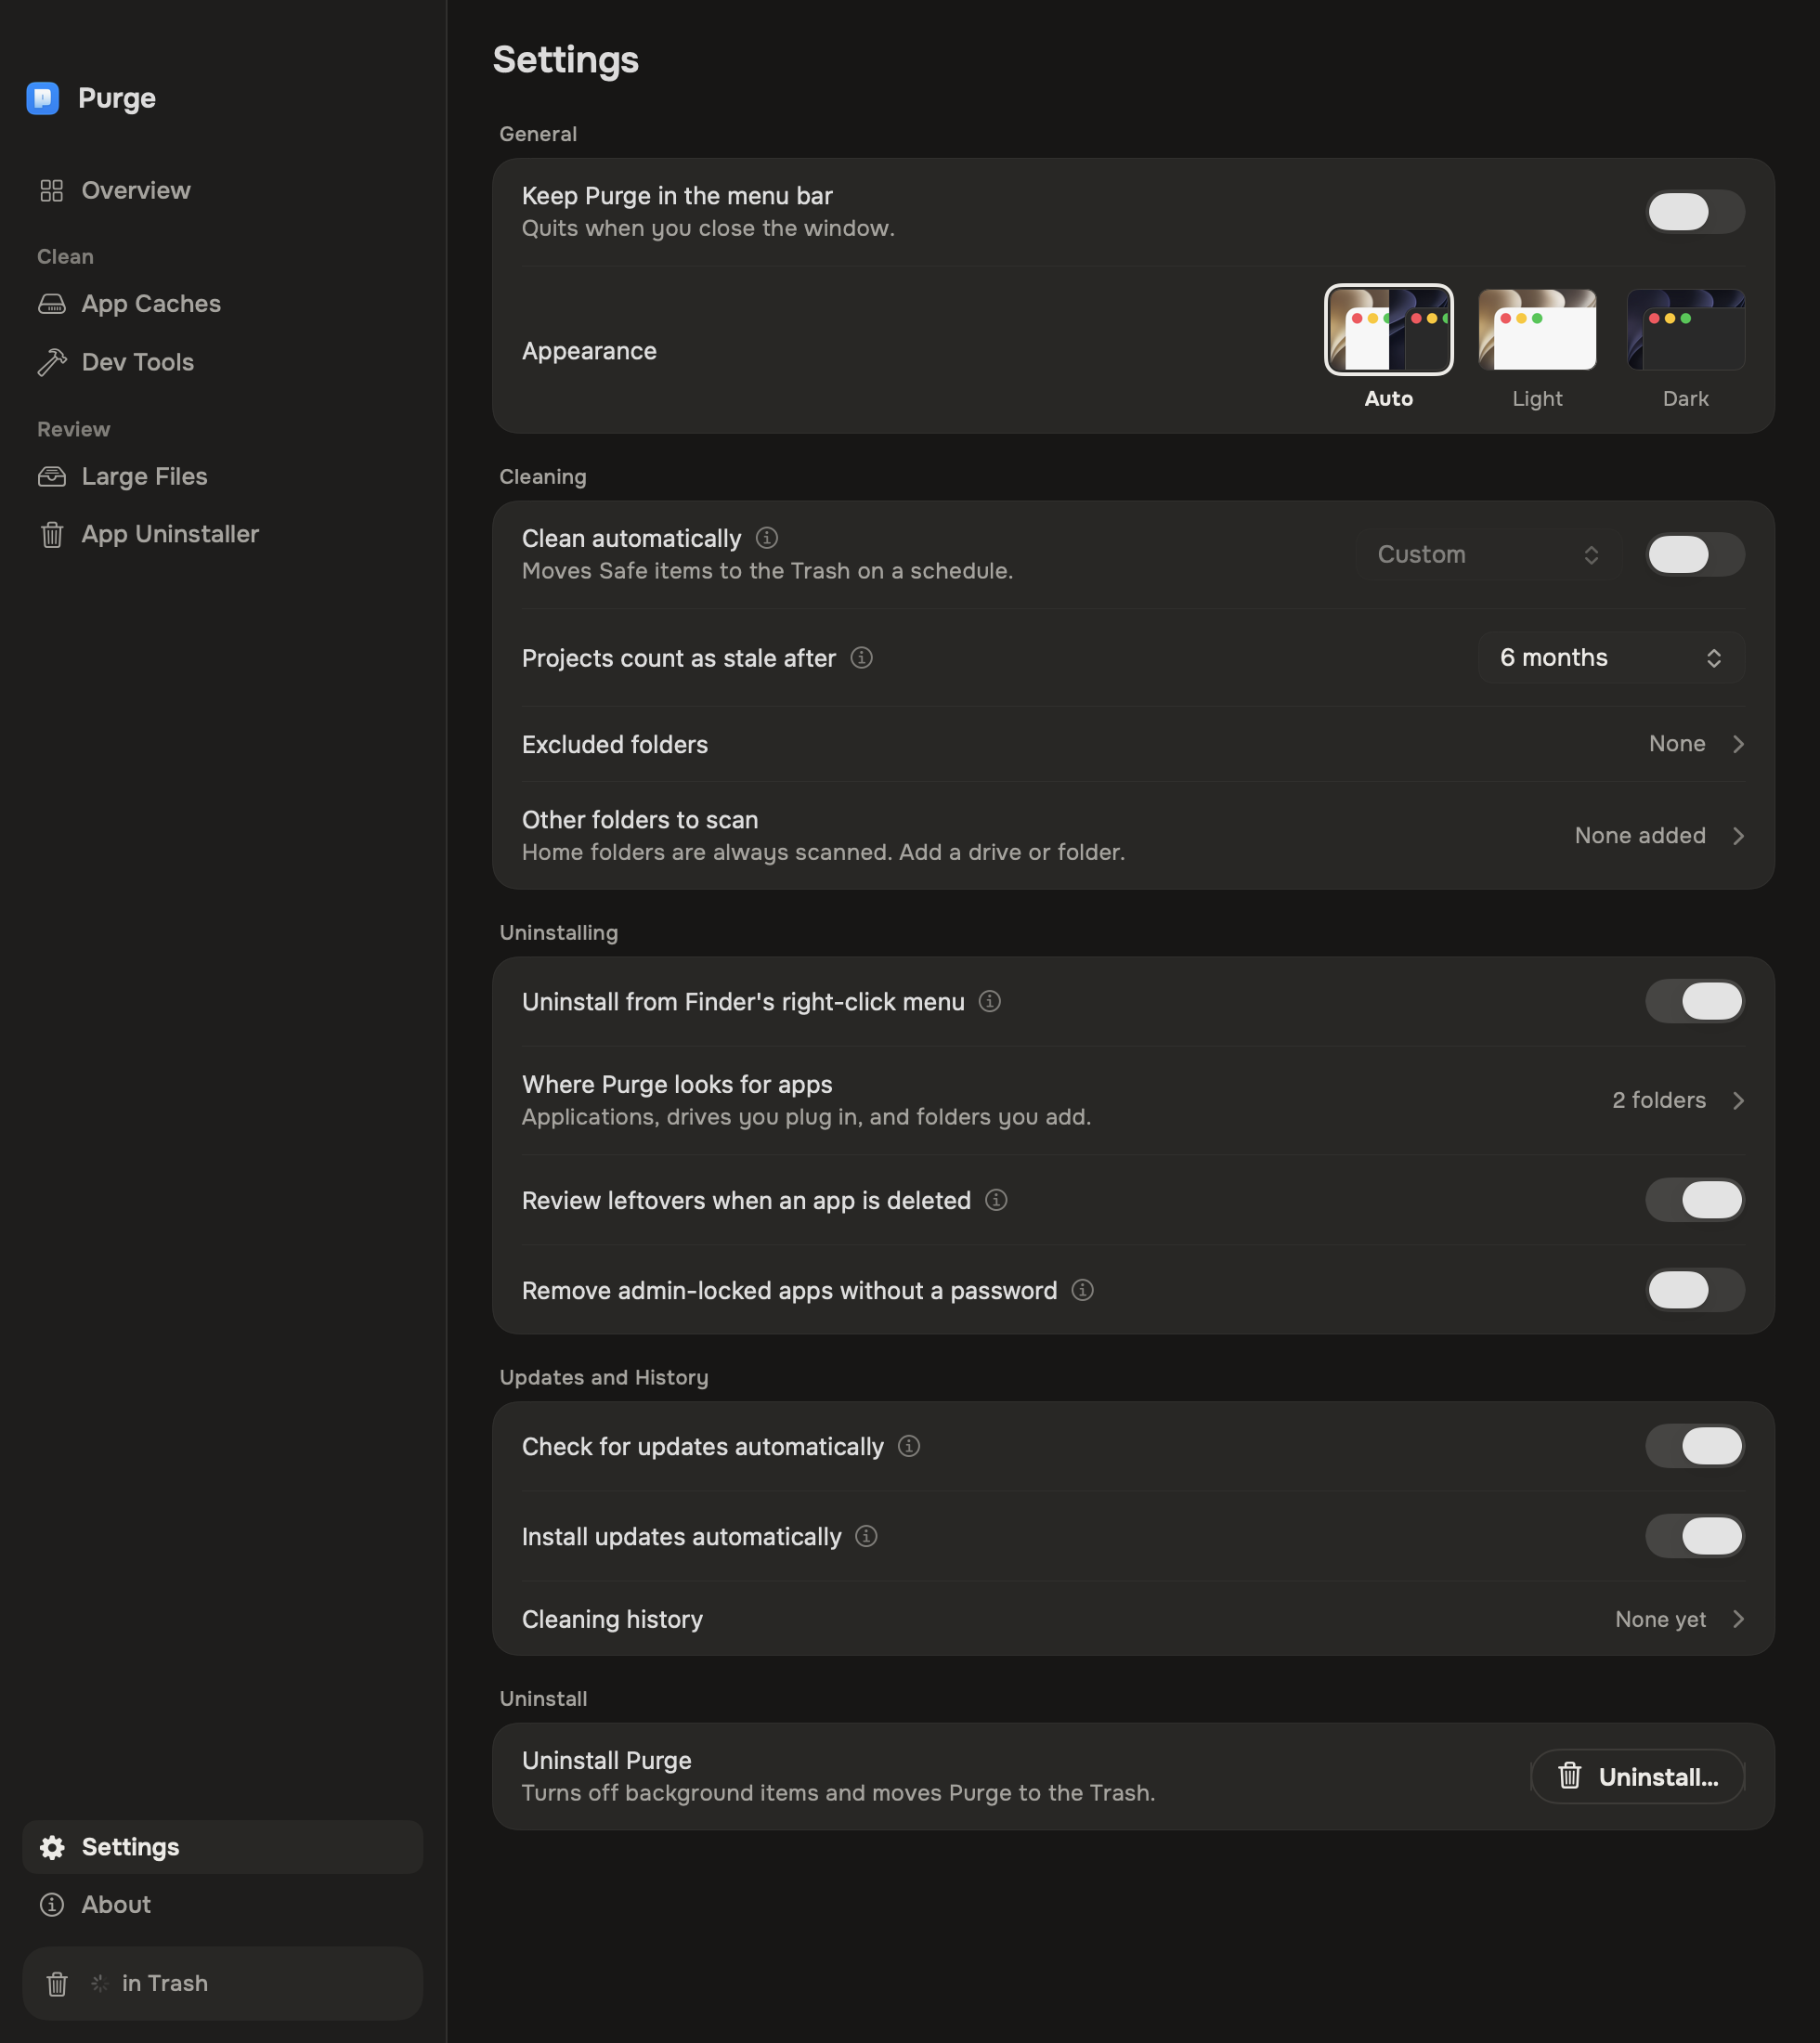 Purge
Overview
Clean
App Caches
Dev Tools
Review
Large Files
App Uninstaller
Settings
About
in Trash
Settings
General
Keep Purge in the menu bar
Quits when you close the window.
Appearance
Auto
Light
Dark
Cleaning
Clean automatically
Moves Safe items to the Trash on a schedule.
Custom
Projects count as stale after
6 months
Excluded folders
None
Other folders to scan
Home folders are always scanned. Add a drive or folder.
None added
Uninstalling
Uninstall from Finder's right-click menu
Where Purge looks for apps
Applications, drives you plug in, and folders you add.
2 folders
Review leftovers when an app is deleted
Remove admin-locked apps without a password
Updates and History
Check for updates automatically
Install updates automatically
Cleaning history
None yet
Uninstall
Uninstall Purge
Turns off background items and moves Purge to the Trash.
Uninstall...